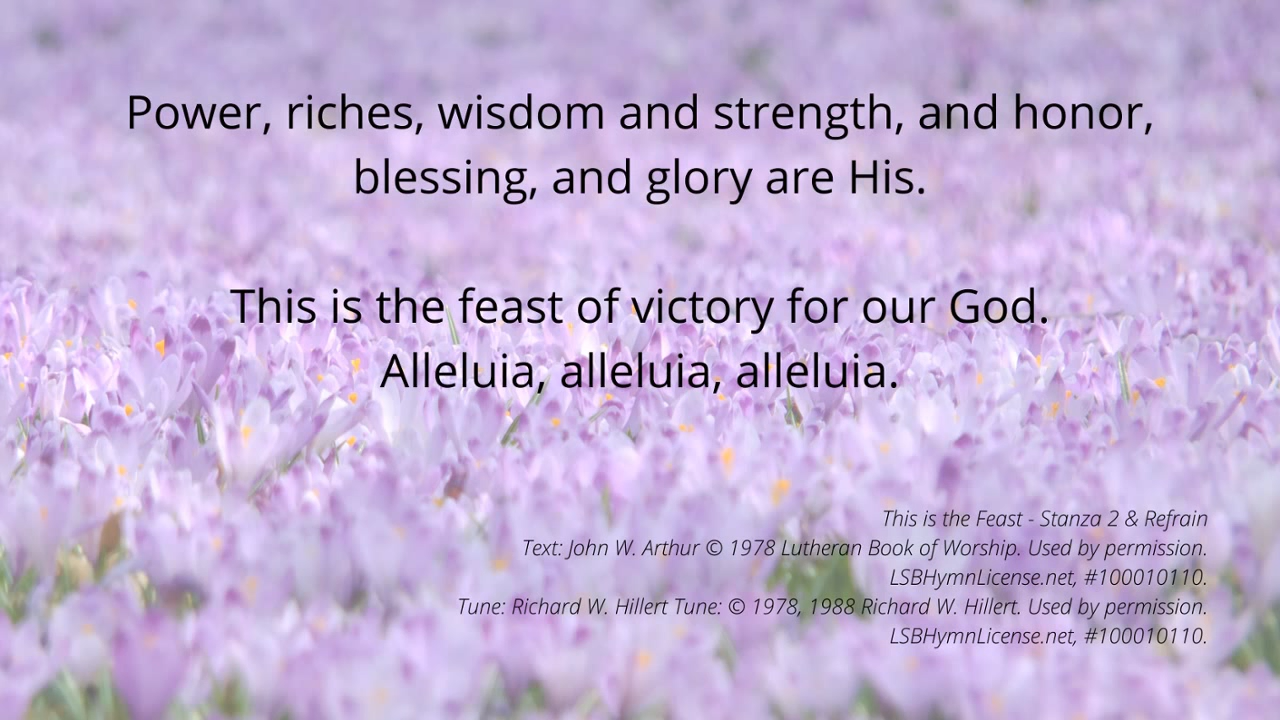 Power, riches, wisdom and strength, and honor,
blessing, and glory are His.
This is the feast of victory for our God.
Alleluia, alleluia, alleluia.
This is the Feast - Stanza 2 & Refrain
Text: John W. Arthur © 1978 Lutheran Book of Worship. Used by permission.
LSBHymnLicense.net, #100010110.
Tune: Richard W. Hillert Tune: © 1978, 1988 Richard W. Hillert. Used by permission.
LSBHymnLicense.net, #100010110.